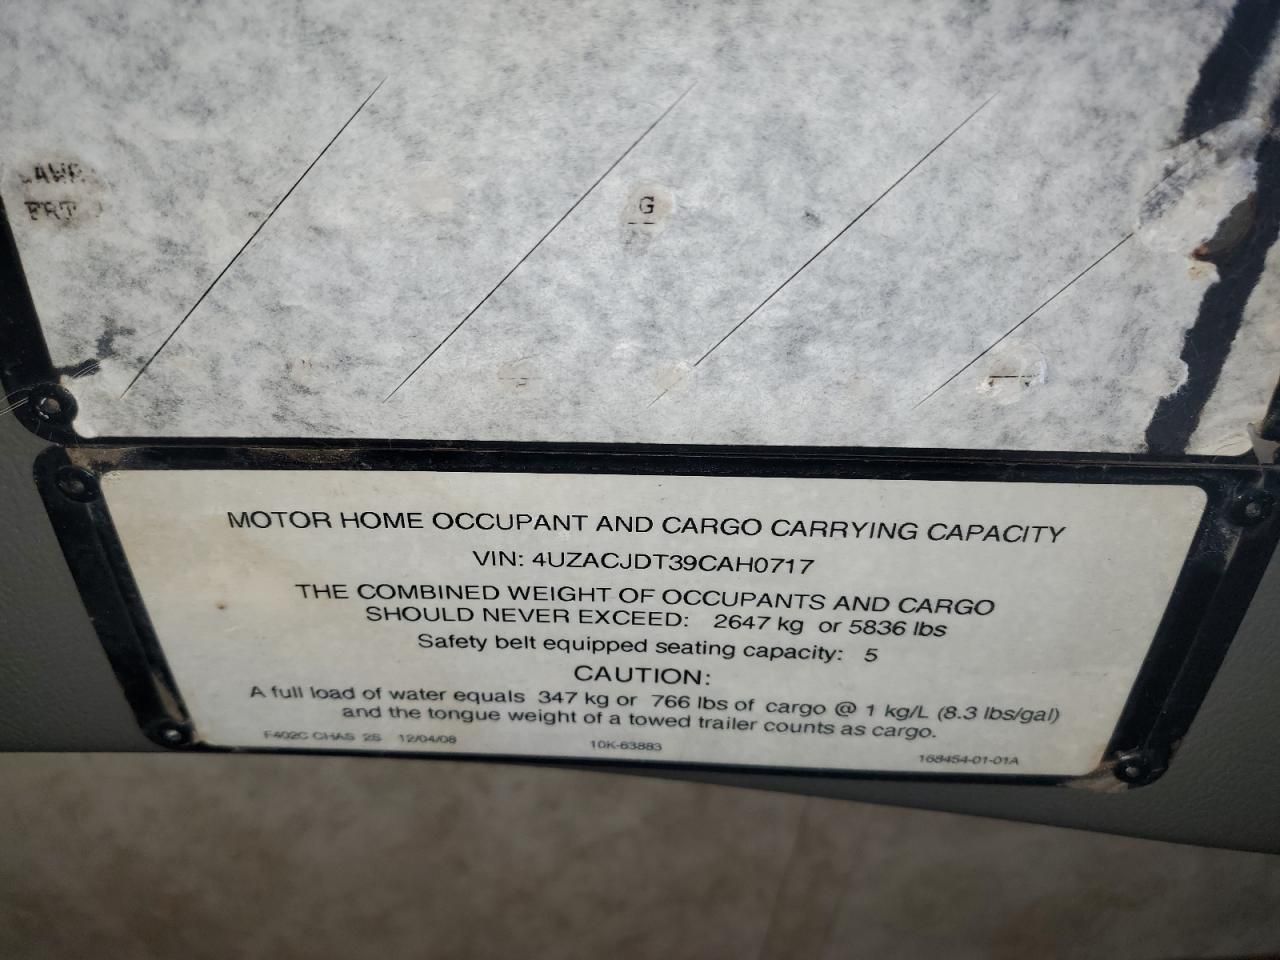 GAWR
FRT
G
MOTOR HOME OCCUPANT AND CARGO CARRYING CAPACITY
VIN: 4UZACJDT39CAH0717
THE COMBINED WEIGHT OF OCCUPANTS AND CARGO
SHOULD NEVER EXCEED: 2647 kg or 5836 lbs
Safety belt equipped seating capacity: 5
CAUTION:
A full load of water equals 347 kg or 766 lbs of cargo @ 1 kg/L (8.3 lbs/gal)
and the tongue weight of a towed trailer counts as cargo.
F402C CHAS 2S 12/04/08 10K-63883 168454-01-01A